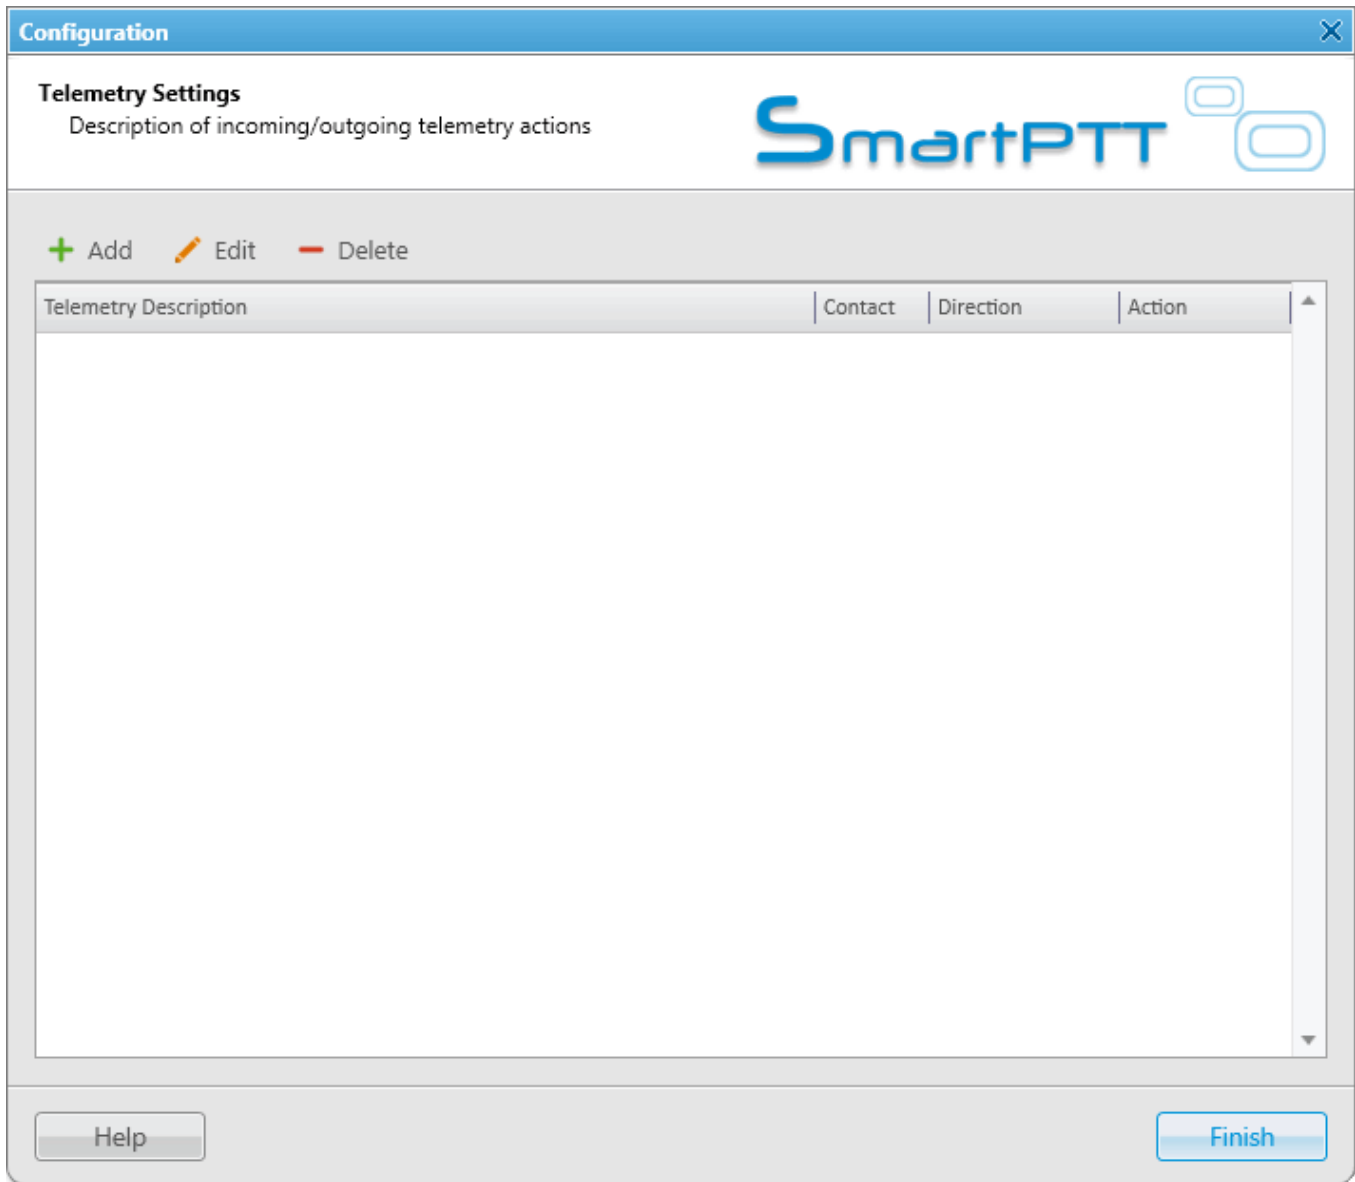 Configuration
Telemetry Settings
Description of incoming/outgoing telemetry actions
SmartPTT
Add Edit Delete
Telemetry Description Contact Direction Action
Help Finish